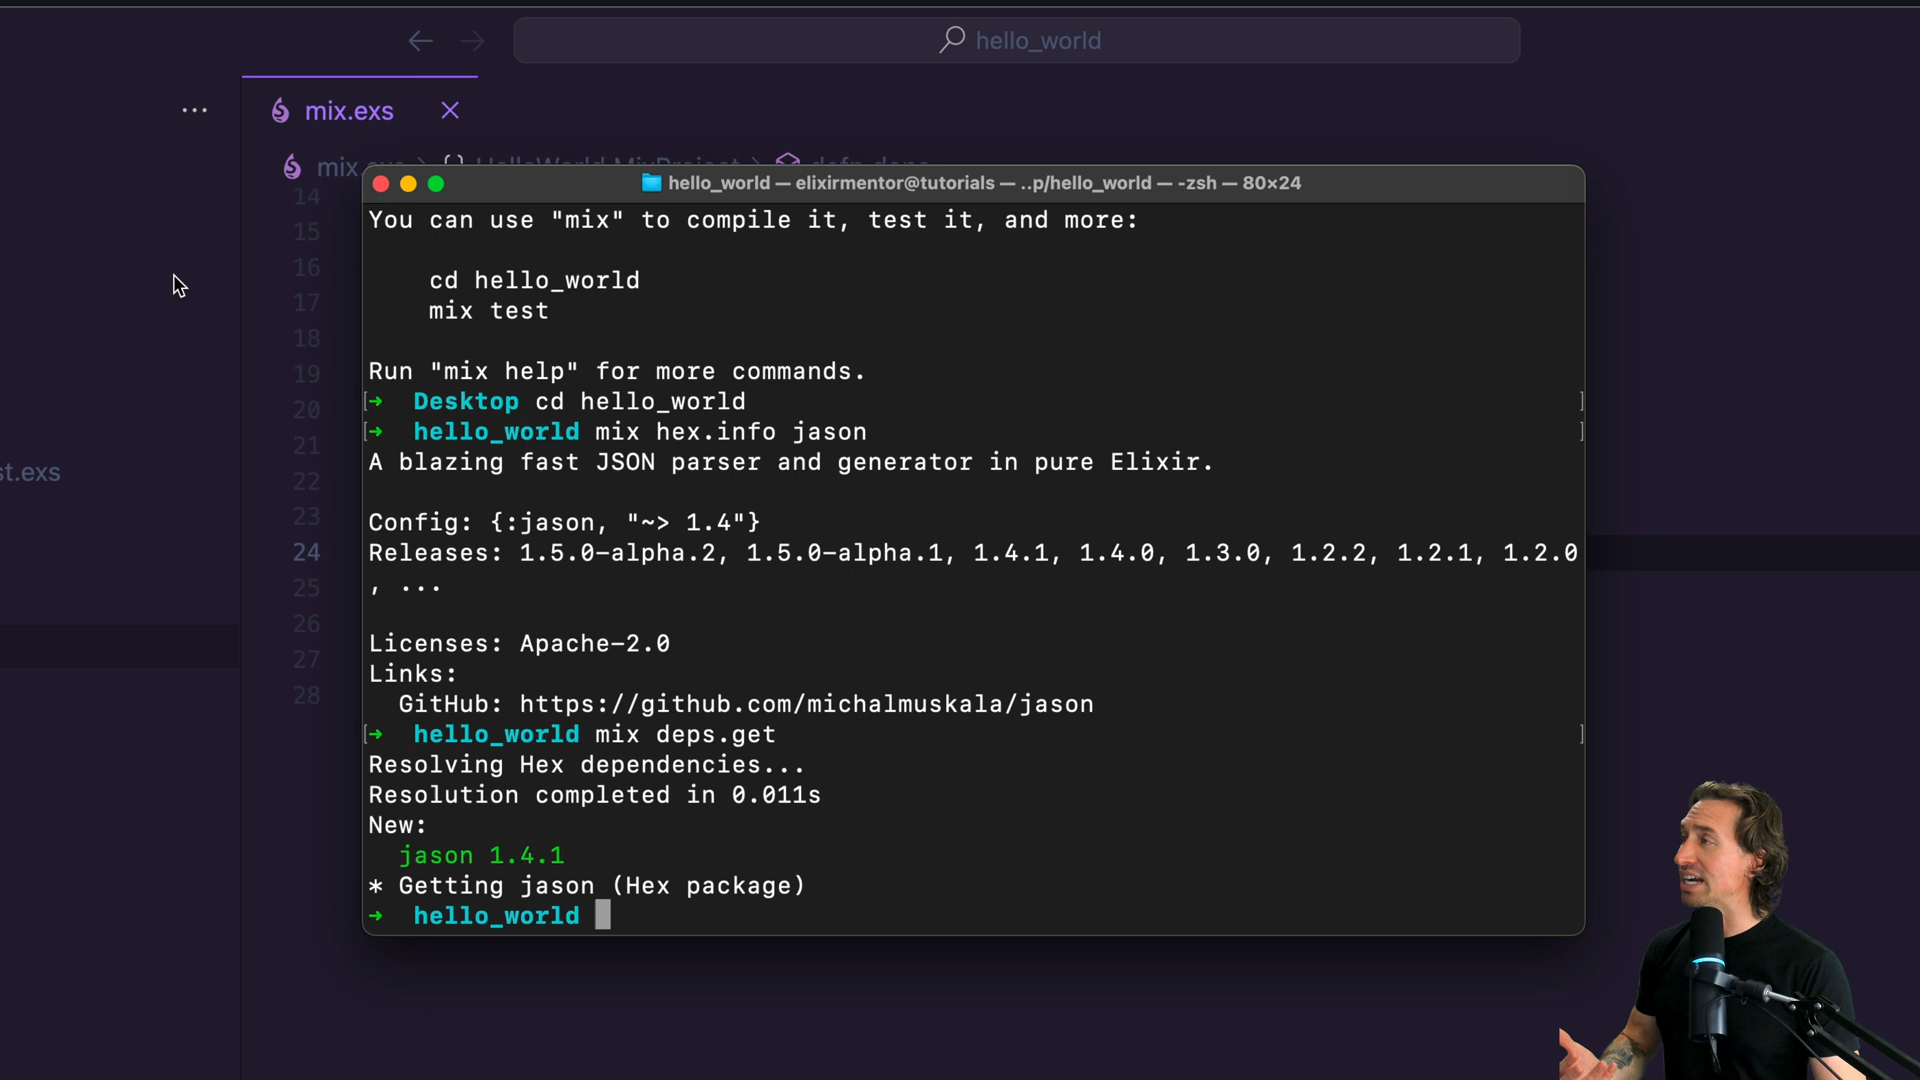 hello_world
mix.exs
hello_world — elixirmentor@tutorials — ..p/hello_world — -zsh — 80×24
You can use "mix" to compile it, test it, and more:
cd hello_world
mix test
Run "mix help" for more commands.
[→ Desktop cd hello_world ]
[→ hello_world mix hex.info jason ]
A blazing fast JSON parser and generator in pure Elixir.
Config: {:jason, "~> 1.4"}
Releases: 1.5.0-alpha.2, 1.5.0-alpha.1, 1.4.1, 1.4.0, 1.3.0, 1.2.2, 1.2.1, 1.2.0
, ...
Licenses: Apache-2.0
Links:
GitHub: https://github.com/michalmuskala/jason
[→ hello_world mix deps.get ]
Resolving Hex dependencies...
Resolution completed in 0.011s
New:
jason 1.4.1
* Getting jason (Hex package)
→ hello_world
14
15
16
17
18
19
20
21
22
23
24
25
26
27
28
st.exs